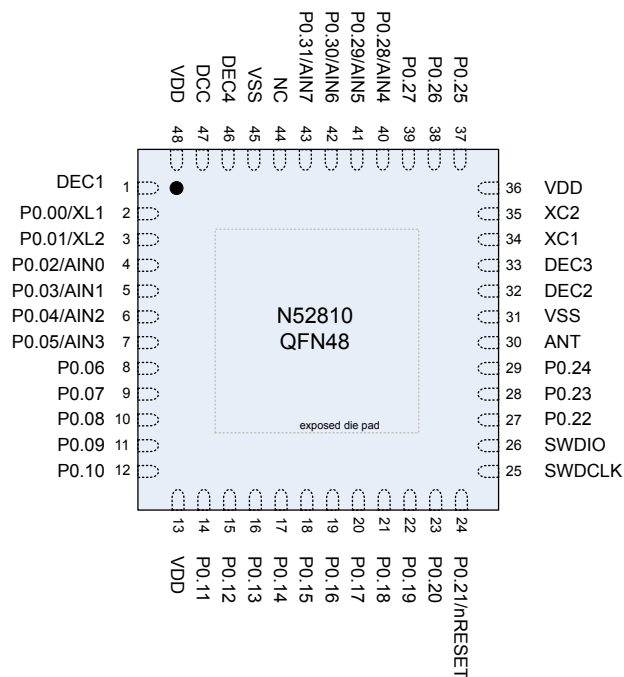 P0.31/AIN7
P0.30/AIN6
P0.29/AIN5
P0.28/AIN4
P0.27
P0.26
P0.25
VDD
DCC
DEC4
VSS
NC
48
47
46
45
44
43
42
41
40
39
38
37
DEC1 1
P0.00/XL1 2
P0.01/XL2 3
P0.02/AIN0 4
P0.03/AIN1 5
P0.04/AIN2 6
P0.05/AIN3 7
P0.06 8
P0.07 9
P0.08 10
P0.09 11
P0.10 12
N52810
QFN48
exposed die pad
36 VDD
35 XC2
34 XC1
33 DEC3
32 DEC2
31 VSS
30 ANT
29 P0.24
28 P0.23
27 P0.22
26 SWDIO
25 SWDCLK
13
14
15
16
17
18
19
20
21
22
23
24
VDD
P0.11
P0.12
P0.13
P0.14
P0.15
P0.16
P0.17
P0.18
P0.19
P0.20
P0.21/nRESET